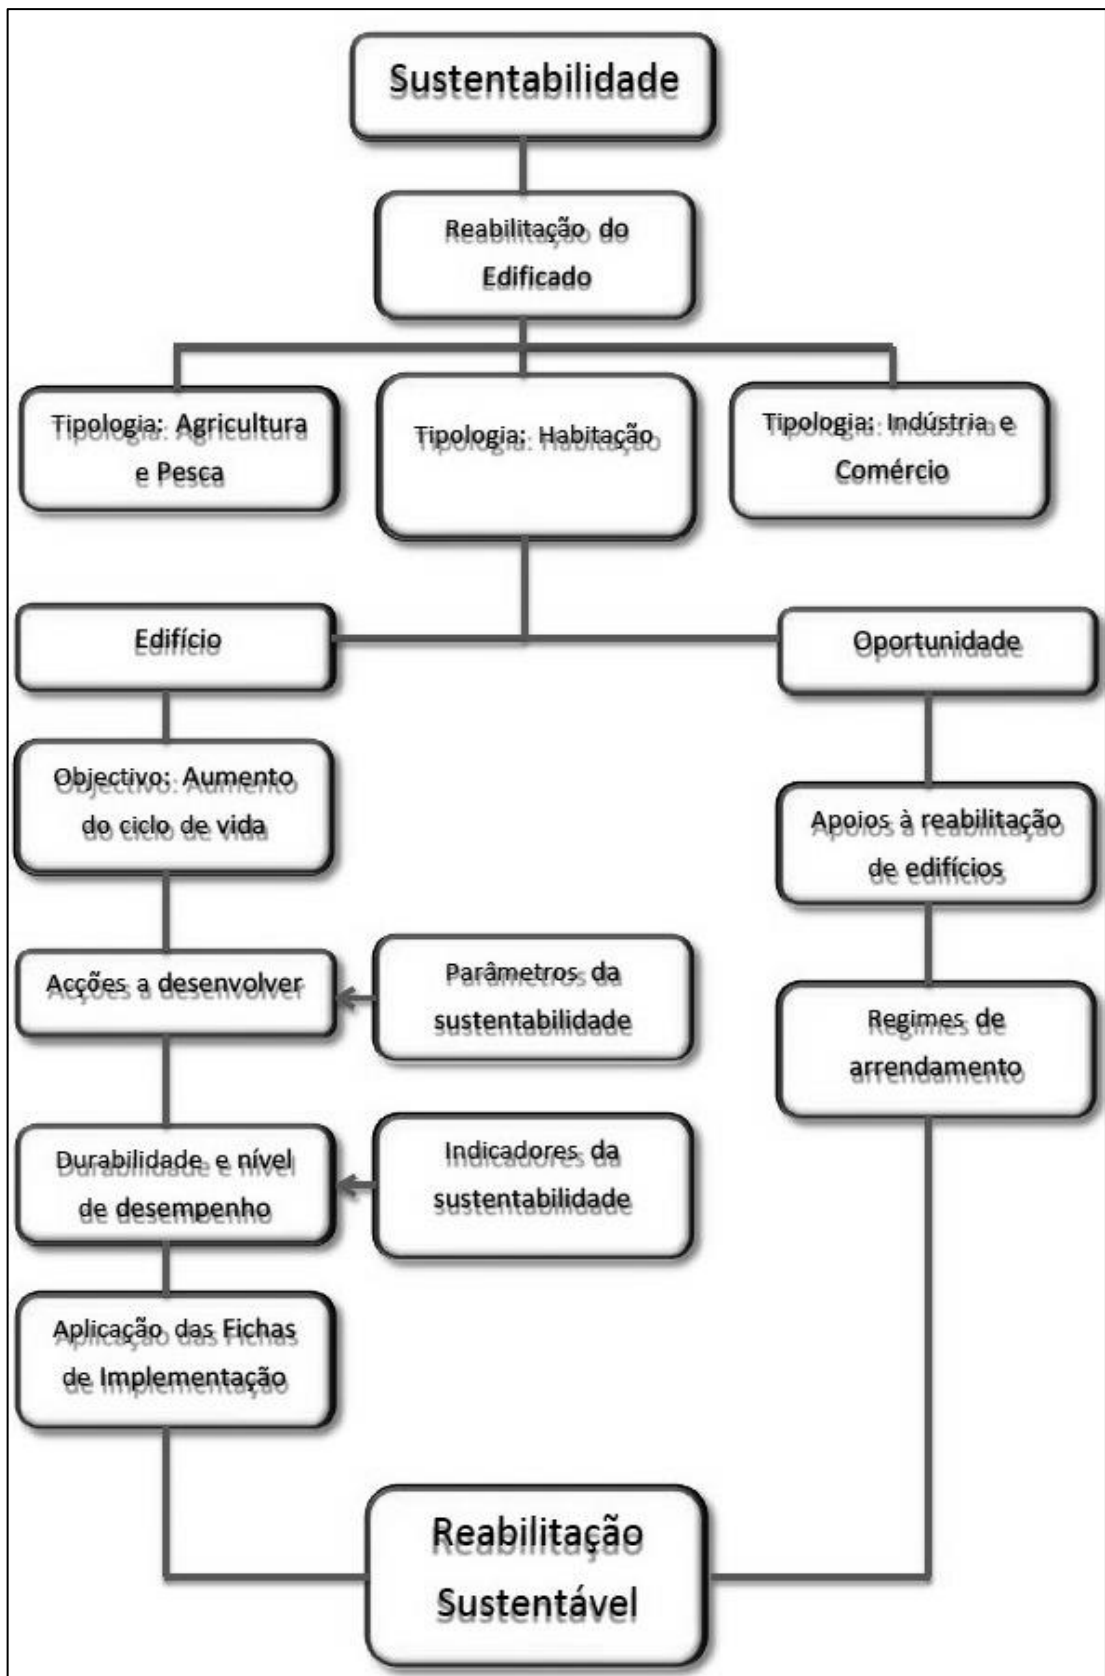 Sustentabilidade
Reabilitação do
Edificado
Tipologia: Agricultura
e Pesca
Tipologia: Habitação
Tipologia: Indústria e
Comércio
Edifício
Oportunidade
Objectivo: Aumento
do ciclo de vida
Apoios à reabilitação
de edifícios
Acções a desenvolver
Parâmetros da
sustentabilidade
Regimes de
arrendamento
Durabilidade e nível
de desempenho
Indicadores da
sustentabilidade
Aplicação das Fichas
de Implementação
Reabilitação
Sustentável